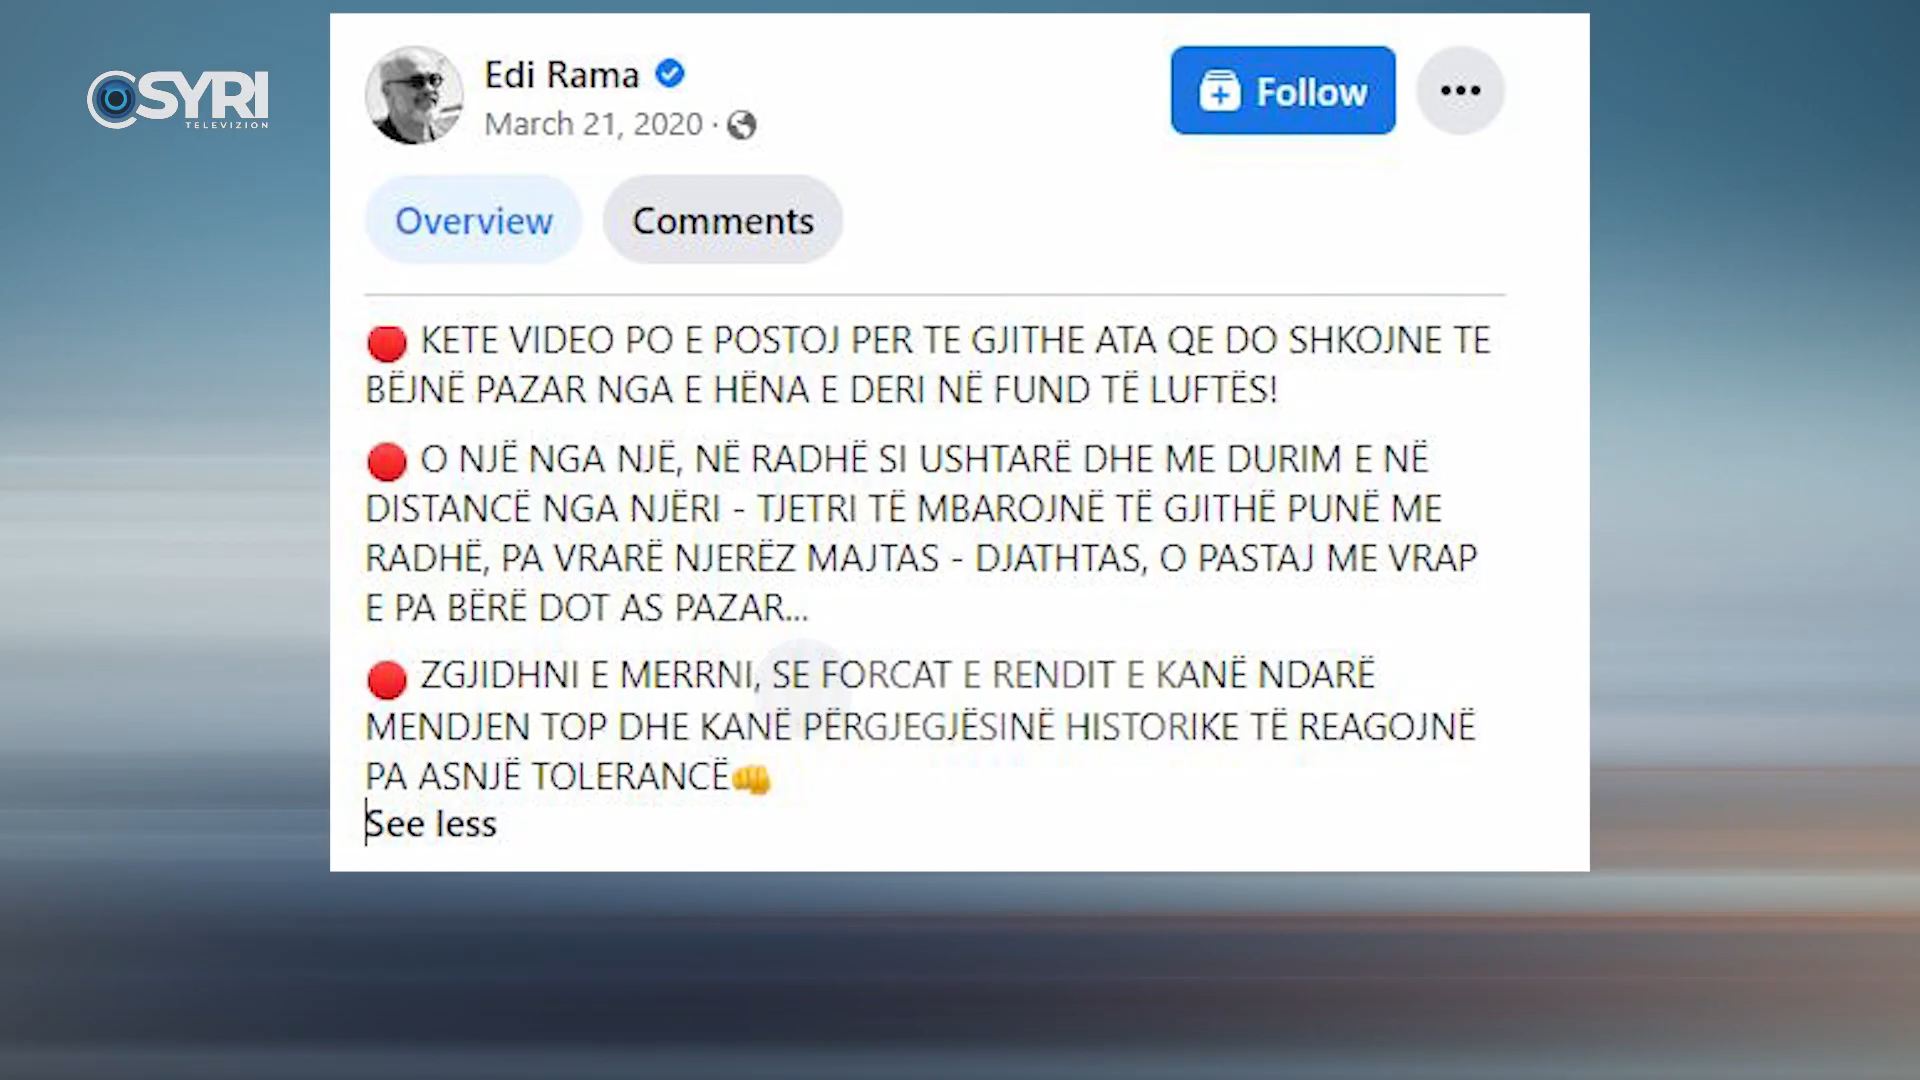 SYRI
TELEVIZION
Edi Rama
March 21, 2020 ·
Follow
Overview
Comments
KETE VIDEO PO E POSTOJ PER TE GJITHE ATA QE DO SHKOJNE TE
BËJNË PAZAR NGA E HËNA E DERI NË FUND TË LUFTËS!
O NJË NGA NJË, NË RADHË SI USHTARË DHE ME DURIM E NË
DISTANCË NGA NJËRI - TJETRI TË MBAROJNË TË GJITHË PUNË ME
RADHË, PA VRARË NJERËZ MAJTAS - DJATHTAS, O PASTAJ ME VRAP
E PA BËRË DOT AS PAZAR...
ZGJIDHNI E MERRNI, SE FORCAT E RENDIT E KANË NDARË
MENDJEN TOP DHE KANË PËRGJEGJËSINË HISTORIKE TË REAGOJNË
PA ASNJË TOLERANCË👊
See less